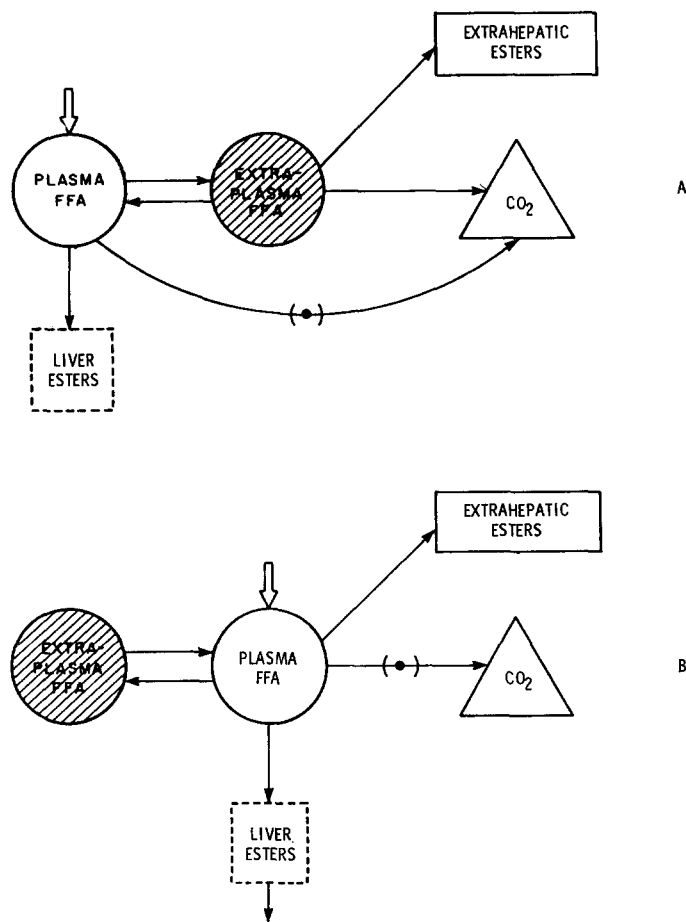 EXTRAHEPATIC
ESTERS
PLASMA
FFA
EXTRA-
PLASMA
FFA
CO2
A
LIVER
ESTERS
EXTRAHEPATIC
ESTERS
EXTRA-
PLASMA
FFA
PLASMA
FFA
CO2
B
LIVER
ESTERS